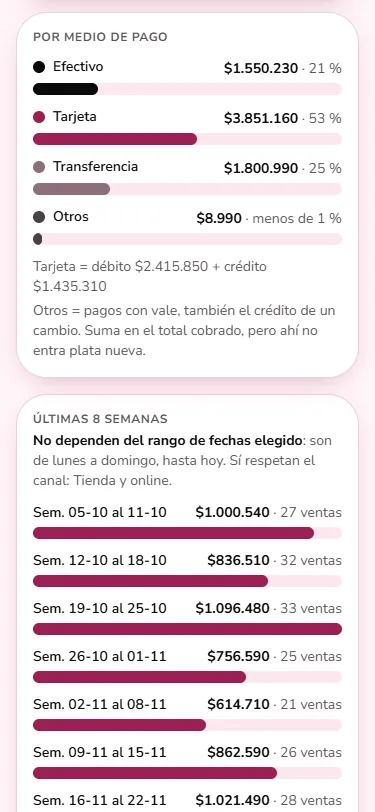 POR MEDIO DE PAGO
Efectivo $1.550.230 · 21 %
Tarjeta $3.851.160 · 53 %
Transferencia $1.800.990 · 25 %
Otros $8.990 · menos de 1 %
Tarjeta = débito $2.415.850 + crédito
$1.435.310
Otros = pagos con vale, también el crédito de un
cambio. Suma en el total cobrado, pero ahí no
entra plata nueva.
ÚLTIMAS 8 SEMANAS
No dependen del rango de fechas elegido: son
de lunes a domingo, hasta hoy. Sí respetan el
canal: Tienda y online.
Sem. 05-10 al 11-10 $1.000.540 · 27 ventas
Sem. 12-10 al 18-10 $836.510 · 32 ventas
Sem. 19-10 al 25-10 $1.096.480 · 33 ventas
Sem. 26-10 al 01-11 $756.590 · 25 ventas
Sem. 02-11 al 08-11 $614.710 · 21 ventas
Sem. 09-11 al 15-11 $862.590 · 26 ventas
Sem. 16-11 al 22-11 $1.021.490 · 28 ventas